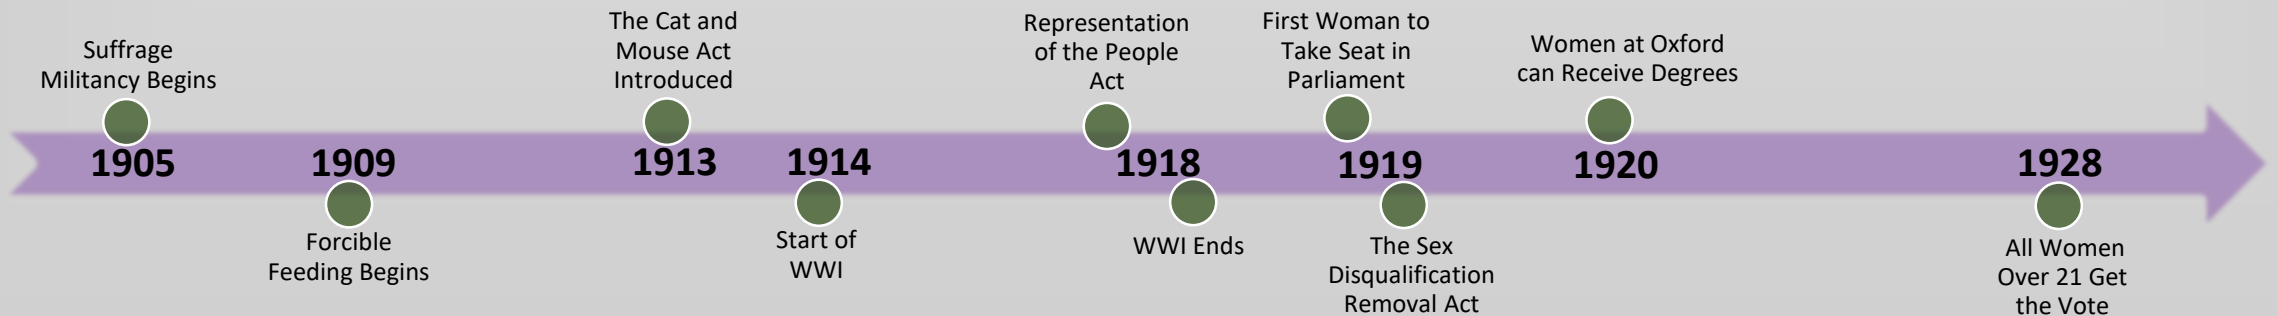 Suffrage
Militancy Begins
The Cat and
Mouse Act
Introduced
Representation
of the People
Act
First Woman to
Take Seat in
Parliament
Women at Oxford
can Receive Degrees
1905
1909
1913
1914
1918
1919
1920
1928
Forcible
Feeding Begins
Start of
WWI
WWI Ends
The Sex
Disqualification
Removal Act
All Women
Over 21 Get
the Vote